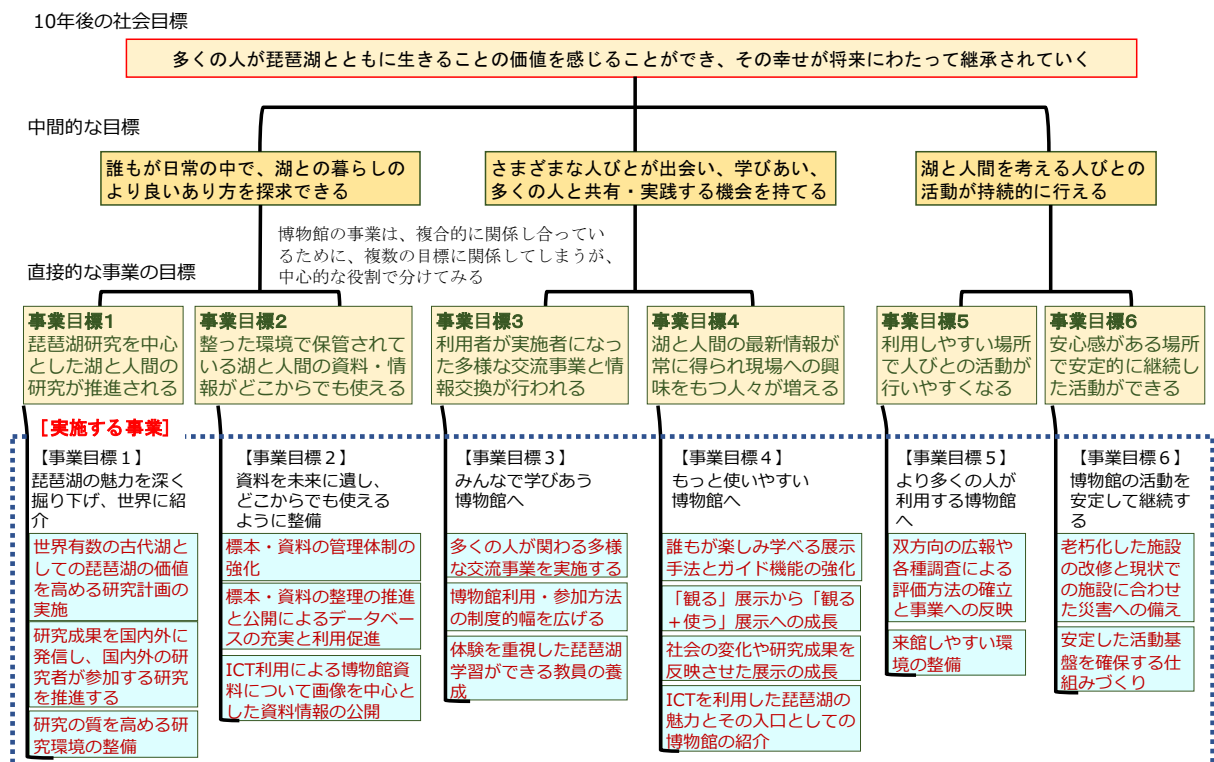 10年後の社会目標
多くの人が琵琶湖とともに生きることの価値を感じることができ、その幸せが将来にわたって継承されていく
中間的な目標
誰もが日常の中で、湖との暮らしの
より良いあり方を探求できる
さまざまな人びとが出会い、学びあい、
多くの人と共有・実践する機会を持てる
湖と人間を考える人びとの
活動が持続的に行える
博物館の事業は、複合的に関係し合ってい
るために、複数の目標に関係してしまうが、
中心的な役割で分けてみる
直接的な事業の目標
事業目標1
琵琶湖研究を中心
とした湖と人間の
研究が推進される
事業目標2
整った環境で保管されて
いる湖と人間の資料・情
報がどこからでも使える
事業目標3
利用者が実施者になっ
た多様な交流事業と情
報交換が行われる
事業目標4
湖と人間の最新情報が
常に得られ現場への興
味をもつ人々が増える
事業目標5
利用しやすい場所
で人びとの活動が
行いやすくなる
事業目標6
安心感がある場所
で安定的に継続し
た活動ができる
[実施する事業]
【事業目標１】
琵琶湖の魅力を深く
掘り下げ、世界に紹
介
世界有数の古代湖と
しての琵琶湖の価値
を高める研究計画の
実施
研究成果を国内外に
発信し、国内外の研
究者が参加する研究
を推進する
研究の質を高める研
究環境の整備
【事業目標２】
資料を未来に遺し、
どこからでも使える
ように整備
標本・資料の管理体制の
強化
標本・資料の整理の推進
と公開によるデータベー
スの充実と利用促進
ICT利用による博物館資
料について画像を中心と
した資料情報の公開
【事業目標３】
みんなで学びあう
博物館へ
多くの人が関わる多様
な交流事業を実施する
博物館利用・参加方法
の制度的幅を広げる
体験を重視した琵琶湖
学習ができる教員の養
成
【事業目標４】
もっと使いやすい
博物館へ
誰もが楽しみ学べる展示
手法とガイド機能の強化
「観る」展示から「観る
＋使う」展示への成長
社会の変化や研究成果を
反映させた展示の成長
ICTを利用した琵琶湖の
魅力とその入口としての
博物館の紹介
【事業目標５】
より多くの人が
利用する博物館
へ
双方向の広報や
各種調査による
評価方法の確立
と事業への反映
来館しやすい環
境の整備
【事業目標６】
博物館の活動を
安定して継続す
る
老朽化した施設
の改修と現状で
の施設に合わせ
た災害への備え
安定した活動基
盤を確保する仕
組みづくり